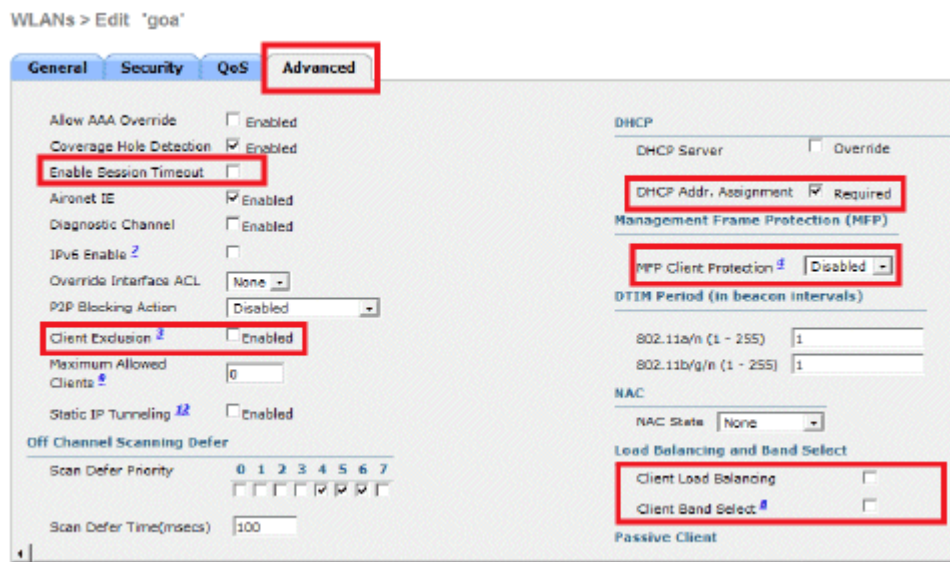 WLANs > Edit 'goa'
General Security QoS Advanced
Allow AAA Override Enabled
Coverage Hole Detection Enabled
Enable Session Timeout
Aironet IE Enabled
Diagnostic Channel Enabled
IPv6 Enable 7
Override Interface ACL None
P2P Blocking Action Disabled
Client Exclusion 3 Enabled
Maximum Allowed
Clients
0
Static IP Tunneling 12 Enabled
Off Channel Scanning Defer
Scan Defer Priority 0 1 2 3 4 5 6 7
Scan Defer Time(msecs) 100
DHCP
DHCP Server Override
DHCP Addr. Assignment Required
Management Frame Protection (MFP)
MFP Client Protection 4 Disabled
DTIM Period (in beacon intervals)
802.11a/n (1 - 255) 1
802.11b/g/n (1 - 255) 1
NAC
NAC State None
Load Balancing and Band Select
Client Load Balancing
Client Band Select
Passive Client